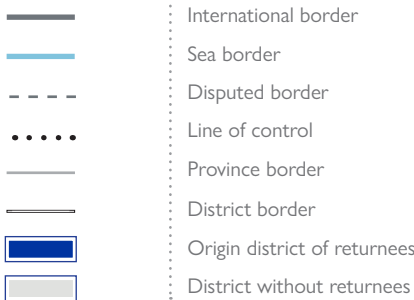 International border
Sea border
Disputed border
Line of control
Province border
District border
Origin district of returnees
District without returnees